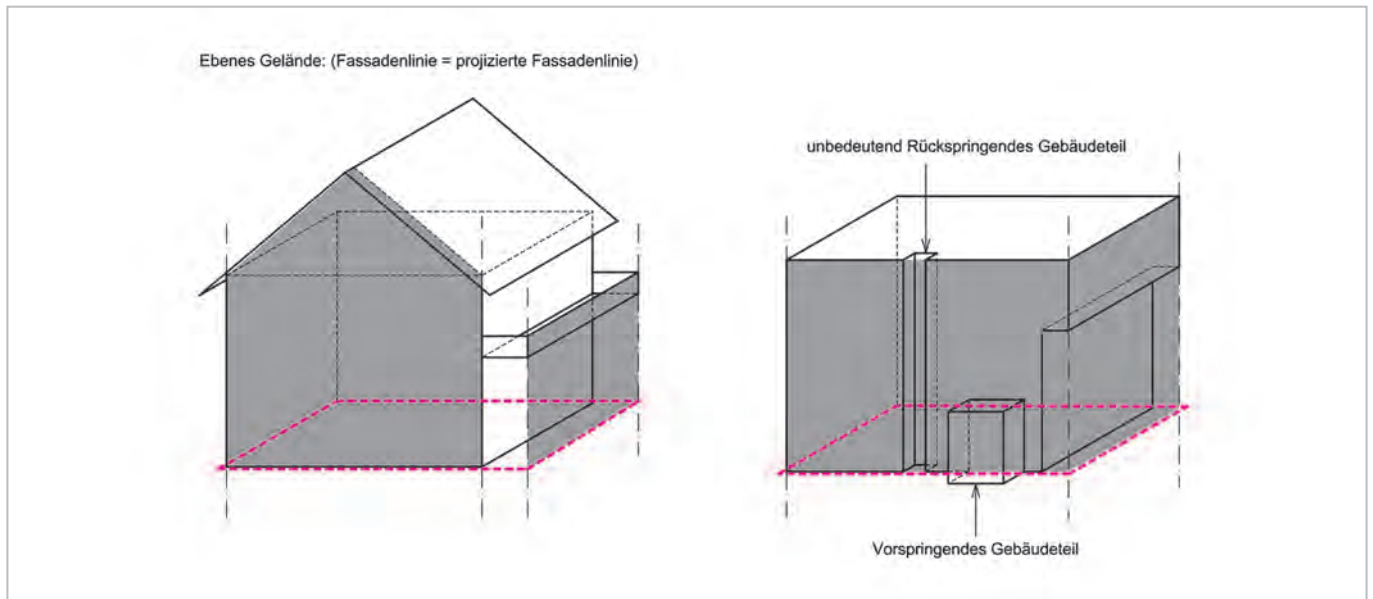 Ebenes Gelände: (Fassadenlinie = projizierte Fassadenlinie)
unbedeutend Rückspringendes Gebäudeteil
Vorspringendes Gebäudeteil